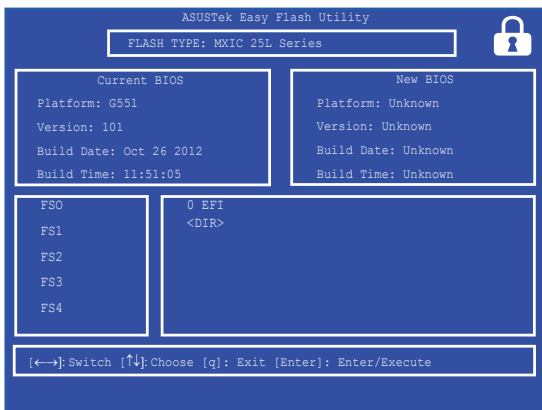 ASUSTek Easy Flash Utility
FLASH TYPE: MXIC 25L Series
Current BIOS
Platform: G551
Version: 101
Build Date: Oct 26 2012
Build Time: 11:51:05
New BIOS
Platform: Unknown
Version: Unknown
Build Date: Unknown
Build Time: Unknown
FSO
FS1
FS2
FS3
FS4
0 EFI
<DIR>
[←→]: Switch [↑↓]: Choose [q]: Exit [Enter]: Enter/Execute